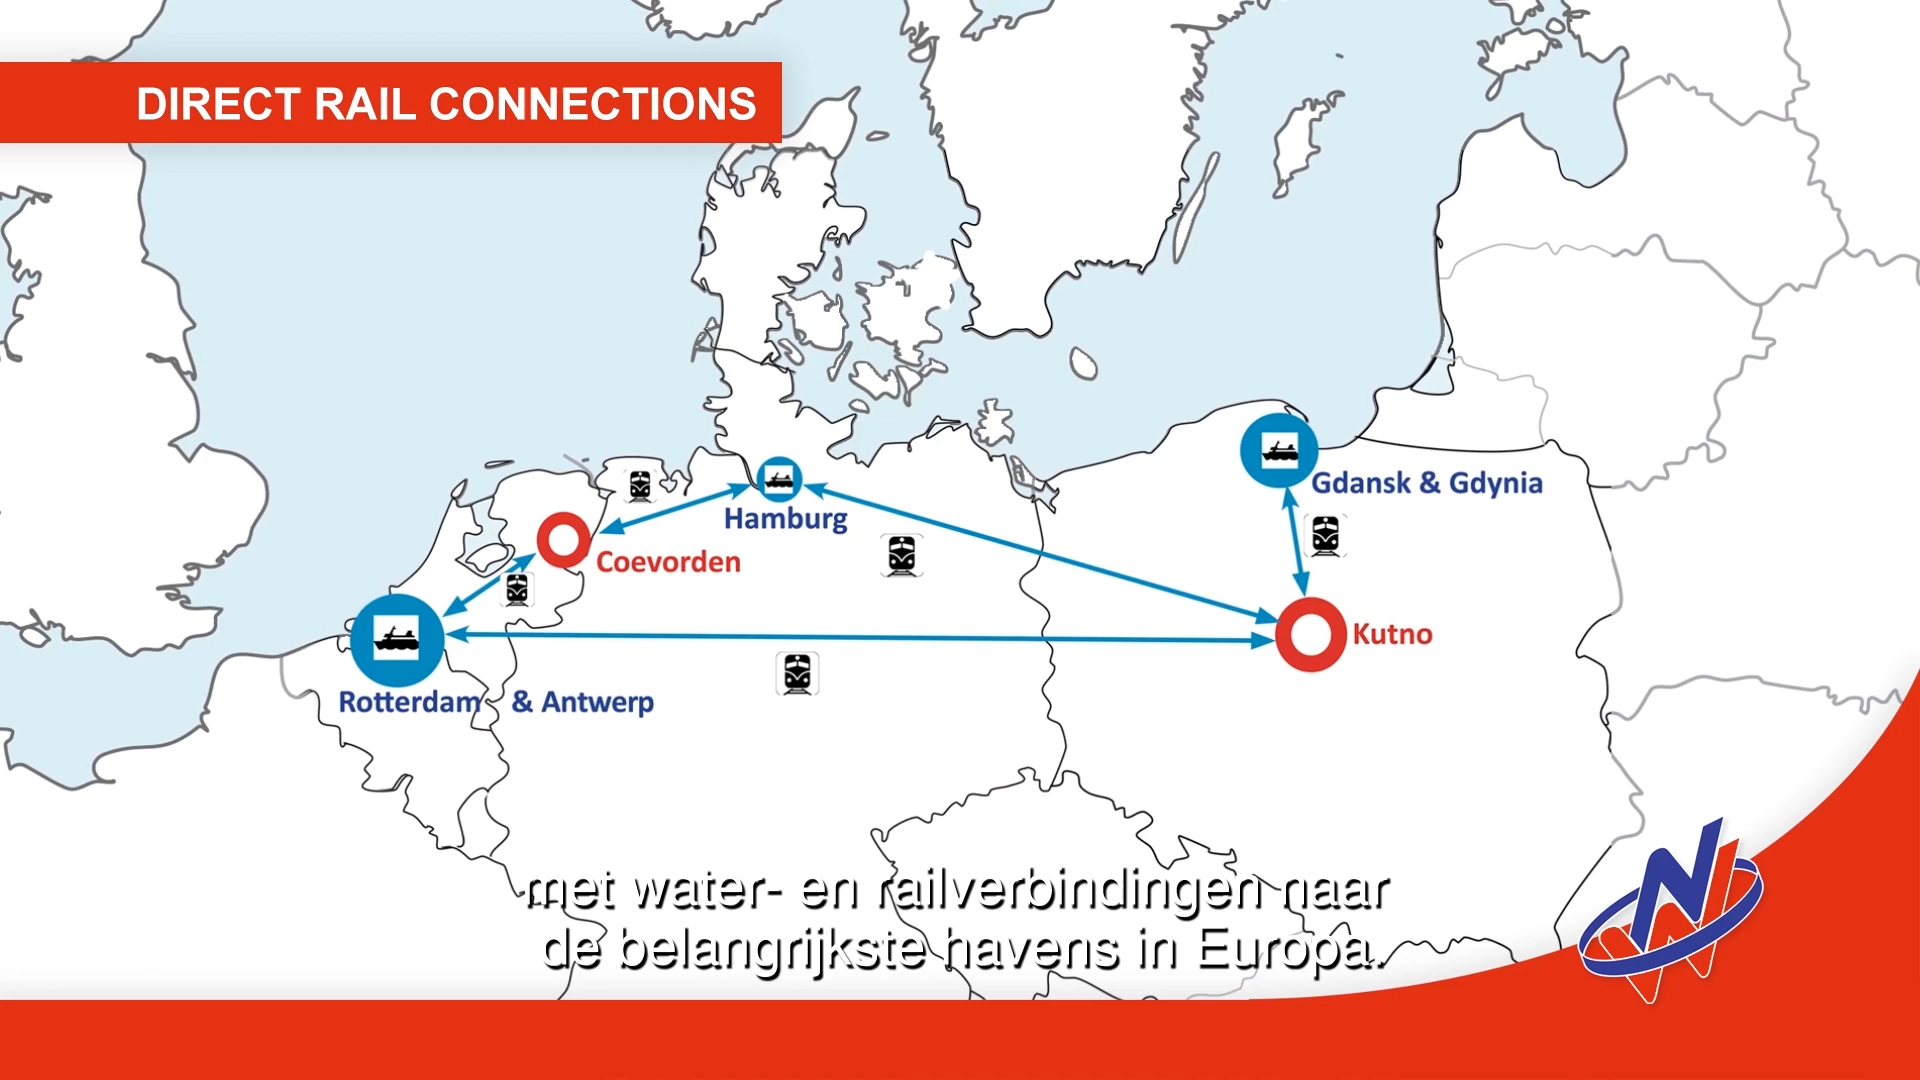 DIRECT RAIL CONNECTIONS
Gdansk & Gdynia
Hamburg
Coevorden
Kutno
Rotterdam & Antwerp
met water- en railverbindingen naar
de belangrijkste havens in Europa.
NW